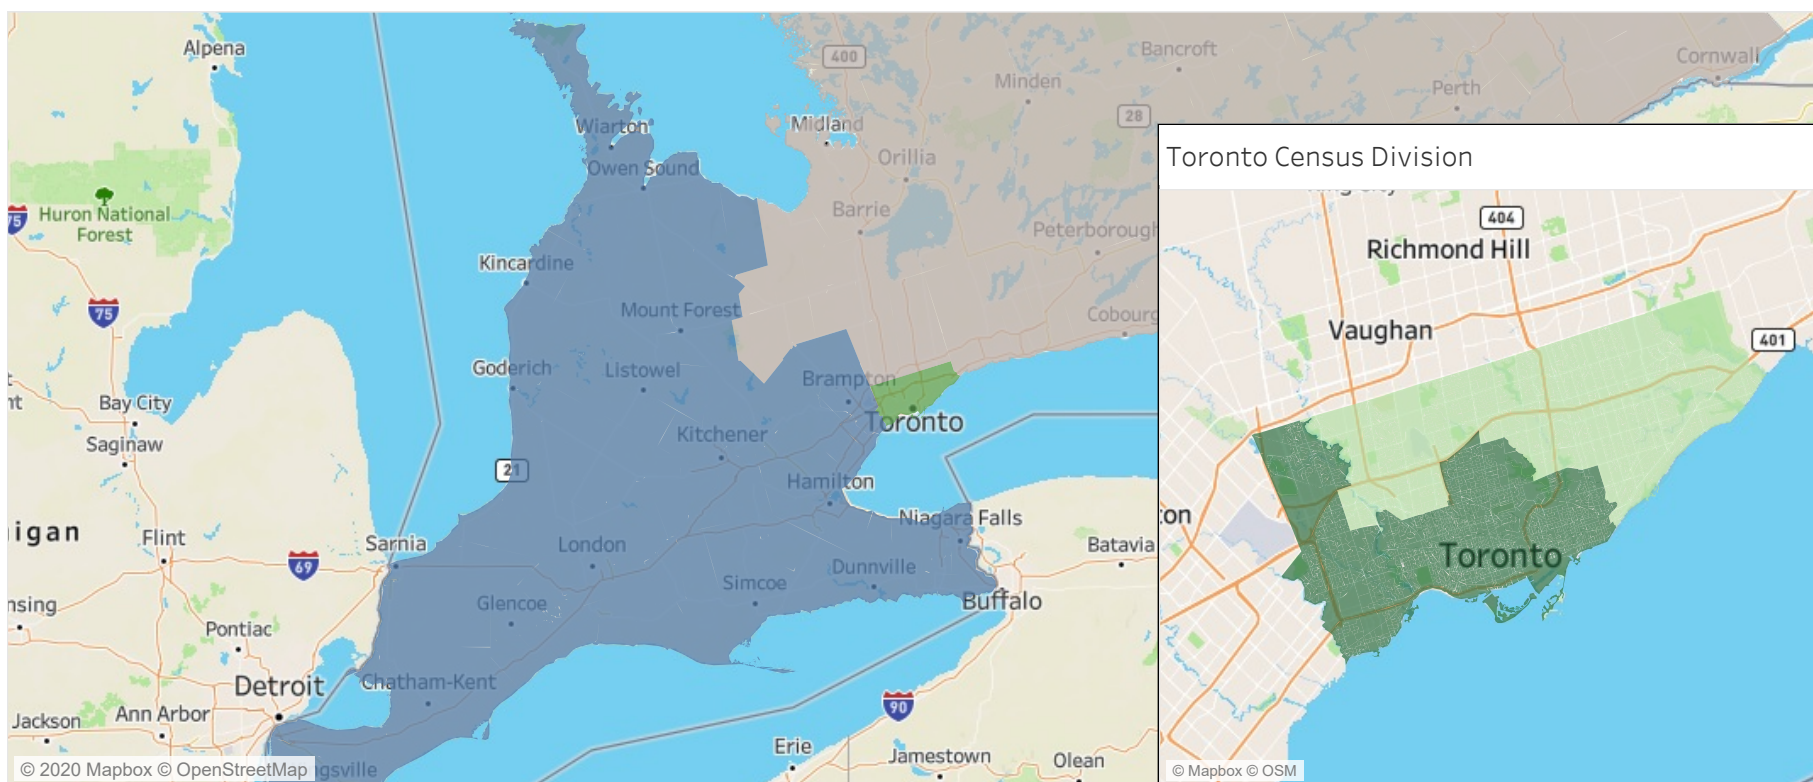 Alpena
400
Bancroft
Cornwall
Minden
Perth
28
Wiarton
Midland
Owen Sound
Orillia
Toronto Census Division
75
Huron National
Forest
Barrie
Peterborough
404
Richmond Hill
Kincardine
75
Mount Forest
Cobourg
Vaughan
401
Goderich
Listowel
Brampton
Bay City
Toronto
Saginaw
Kitchener
21
Hamilton
Niagara Falls
igan
Flint
Sarnia
London
Batavia
ton
Toronto
69
Dunnville
Simcoe
nsing
Glencoe
Buffalo
Pontiac
Detroit
Chatham-Kent
90
Jackson
Ann Arbor
Erie
Jamestown
Olean
© 2020 Mapbox © OpenStreetMap
ngsville
© Mapbox © OSM